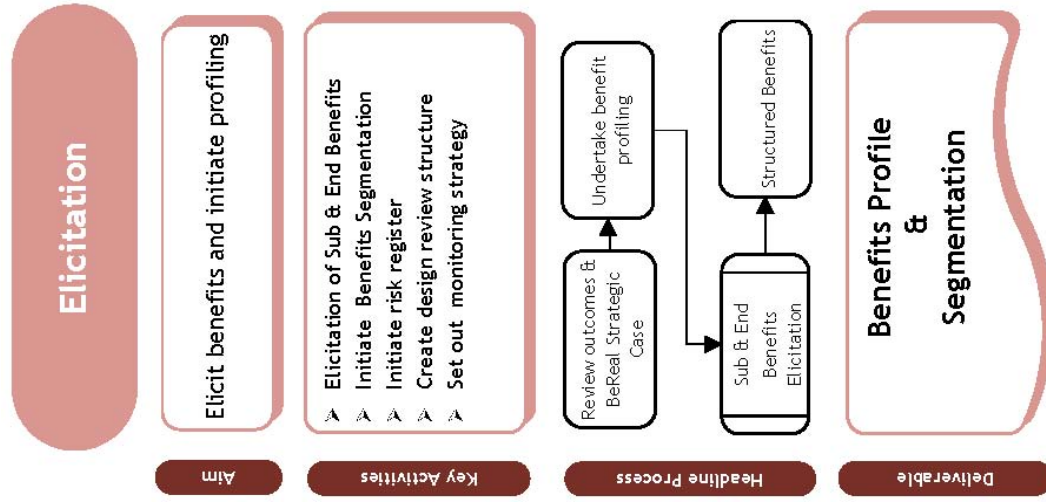 Elicitation
Aim
Elicit benefits and initiate profiling
Key Activities
Elicitation of Sub & End Benefits
Initiate Benefits Segmentation
Initiate risk register
Create design review structure
Set out monitoring strategy
Headline Process
Review outcomes &
BeReal Strategic
Case
Undertake benefit
profiling
Sub & End
Benefits
Elicitation
Structured Benefits
Deliverable
Benefits Profile
&
Segmentation